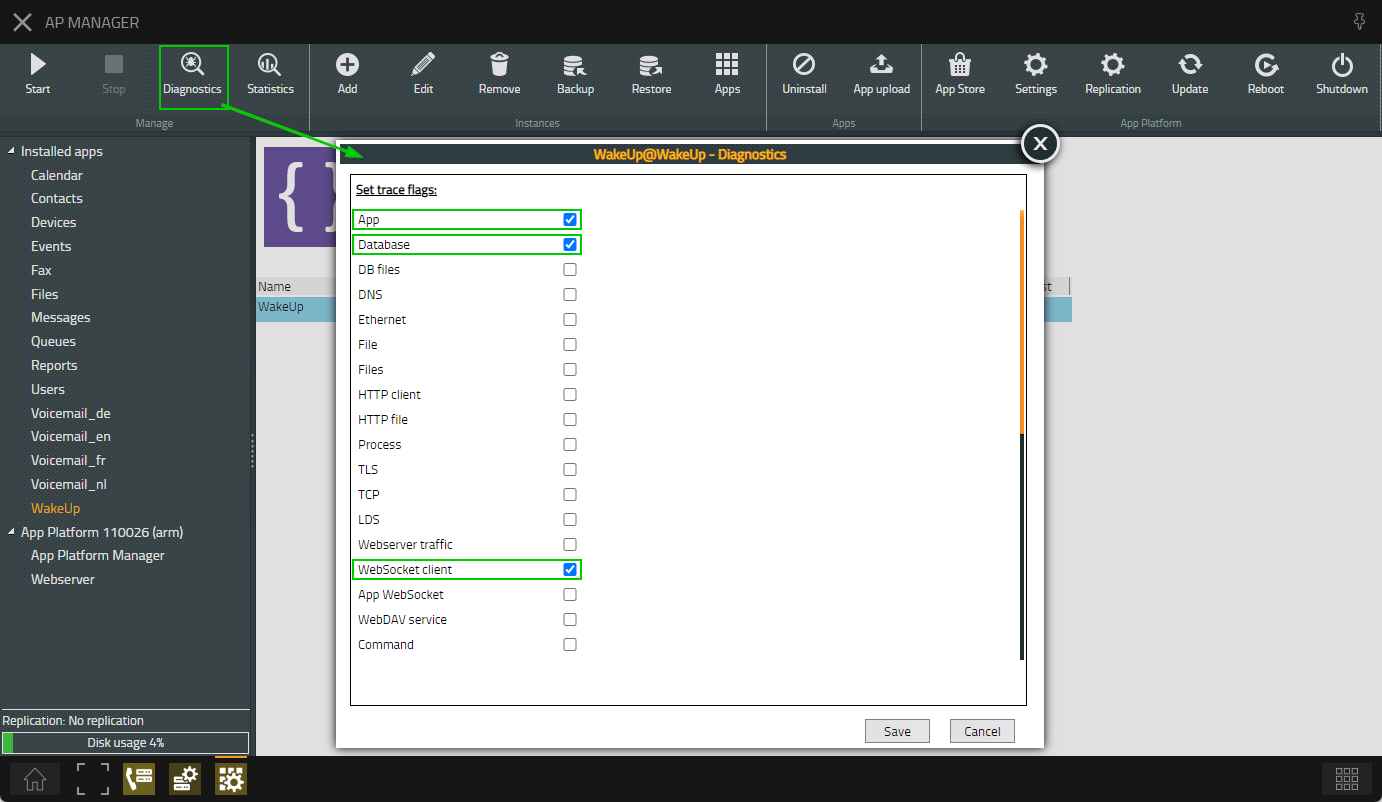 AP MANAGER
Start
Stop
Diagnostics
Statistics
Add
Edit
Remove
Backup
Restore
Apps
Uninstall
App upload
App Store
Settings
Replication
Update
Reboot
Shutdown
Manage
Instances
Apps
App Platform
Installed apps
Calendar
Contacts
Devices
Events
Fax
Files
Messages
Queues
Reports
Users
Voicemail_de
Voicemail_en
Voicemail_fr
Voicemail_nl
WakeUp
App Platform 110026 (arm)
App Platform Manager
Webserver
Replication: No replication
Disk usage 4%
{ }
Name
WakeUp
st
WakeUp@WakeUp - Diagnostics
X
Set trace flags:
App
Database
DB files
DNS
Ethernet
File
Files
HTTP client
HTTP file
Process
TLS
TCP
LDS
Webserver traffic
WebSocket client
App WebSocket
WebDAV service
Command
Save
Cancel